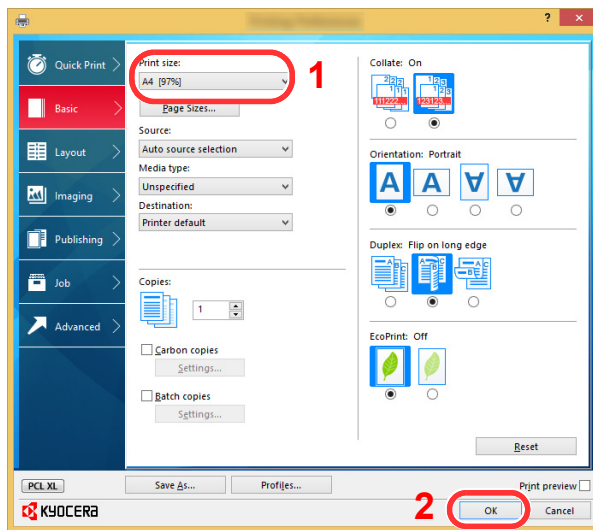 ?
Quick Print
Basic
Layout
Imaging
Publishing
Job
Advanced
Print size:
A4 [97%]
1
Page Sizes...
Source:
Auto source selection
Media type:
Unspecified
Destination:
Printer default
Copies:
1
Carbon copies
Settings...
Batch copies
Settings...
Collate: On
111222...
123123...
Orientation: Portrait
A
A
A
A
Duplex: Flip on long edge
A
B
C
A
B
C
A
B
C
EcoPrint: Off
Reset
PCL XL
Save As...
Profiles...
Print preview
KYOCERA
2
OK
Cancel